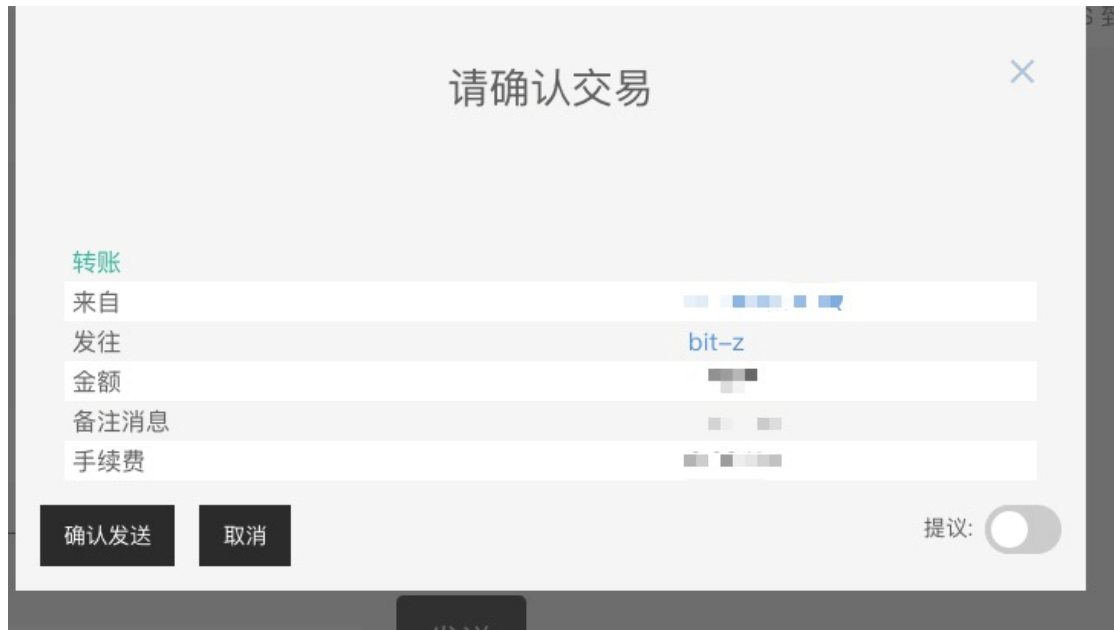 请确认交易
转账
来自
发往 bit-z
金额
备注消息
手续费
确认发送 取消 提议: